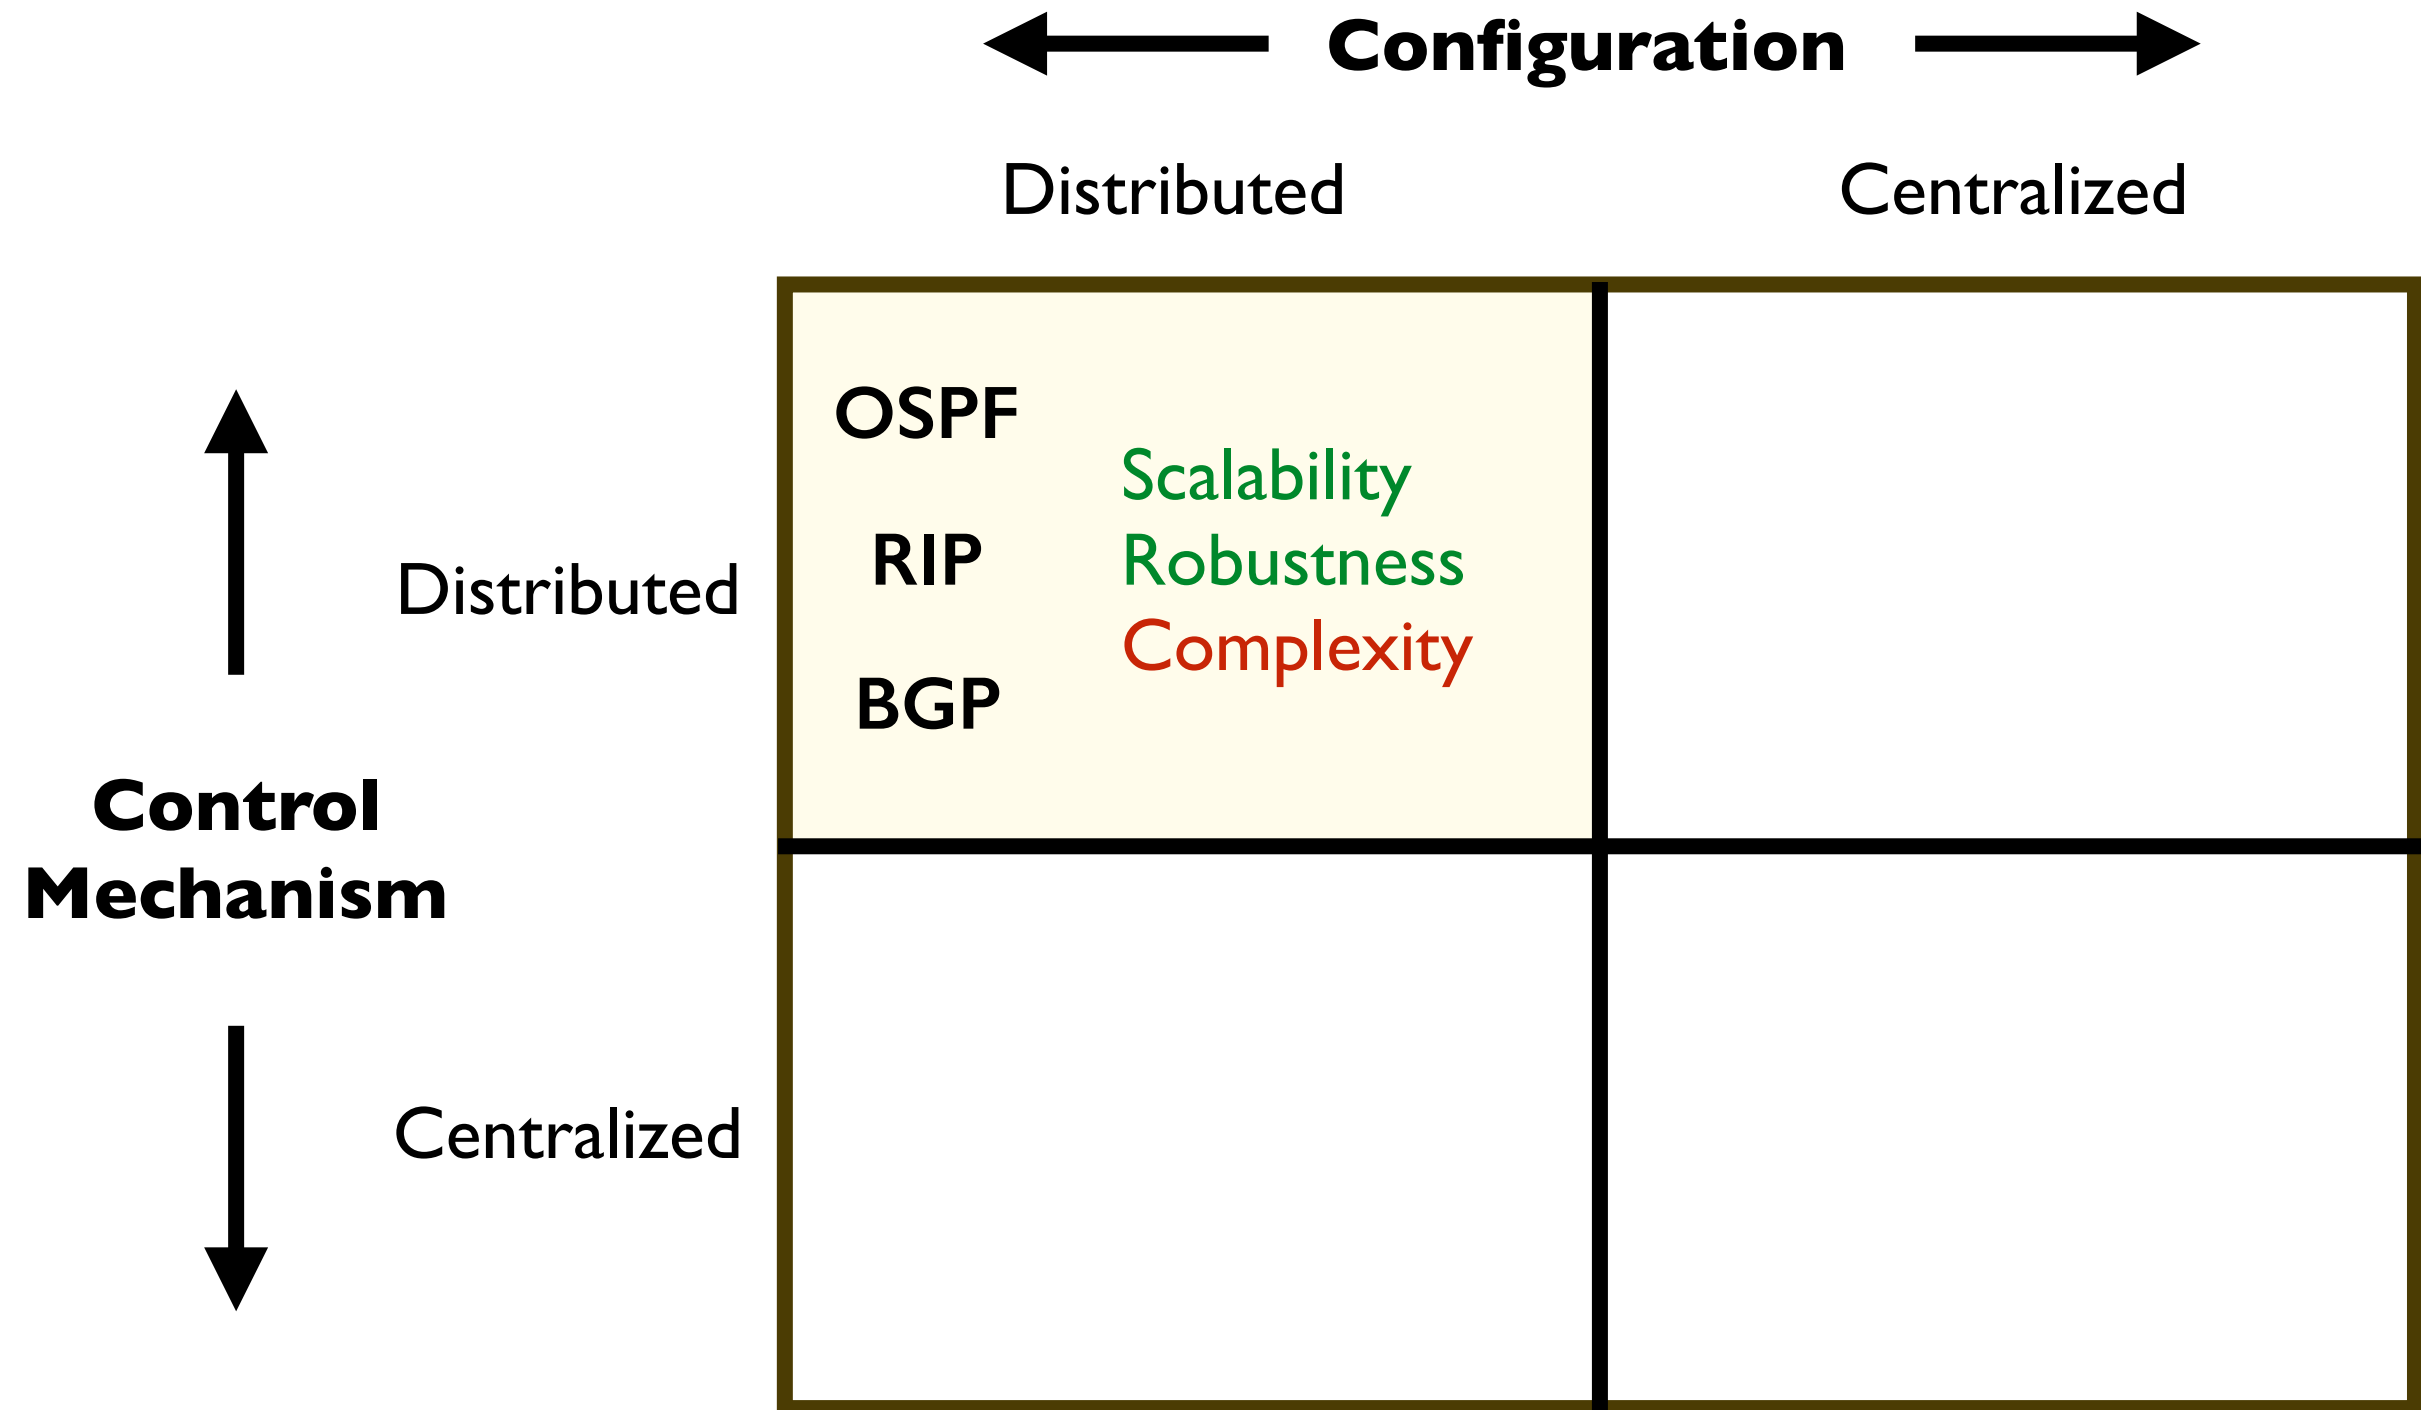 Configuration
Distributed
Centralized
OSPF
Scalability
RIP
Robustness
Distributed
Complexity
BGP
Control
Mechanism
Centralized